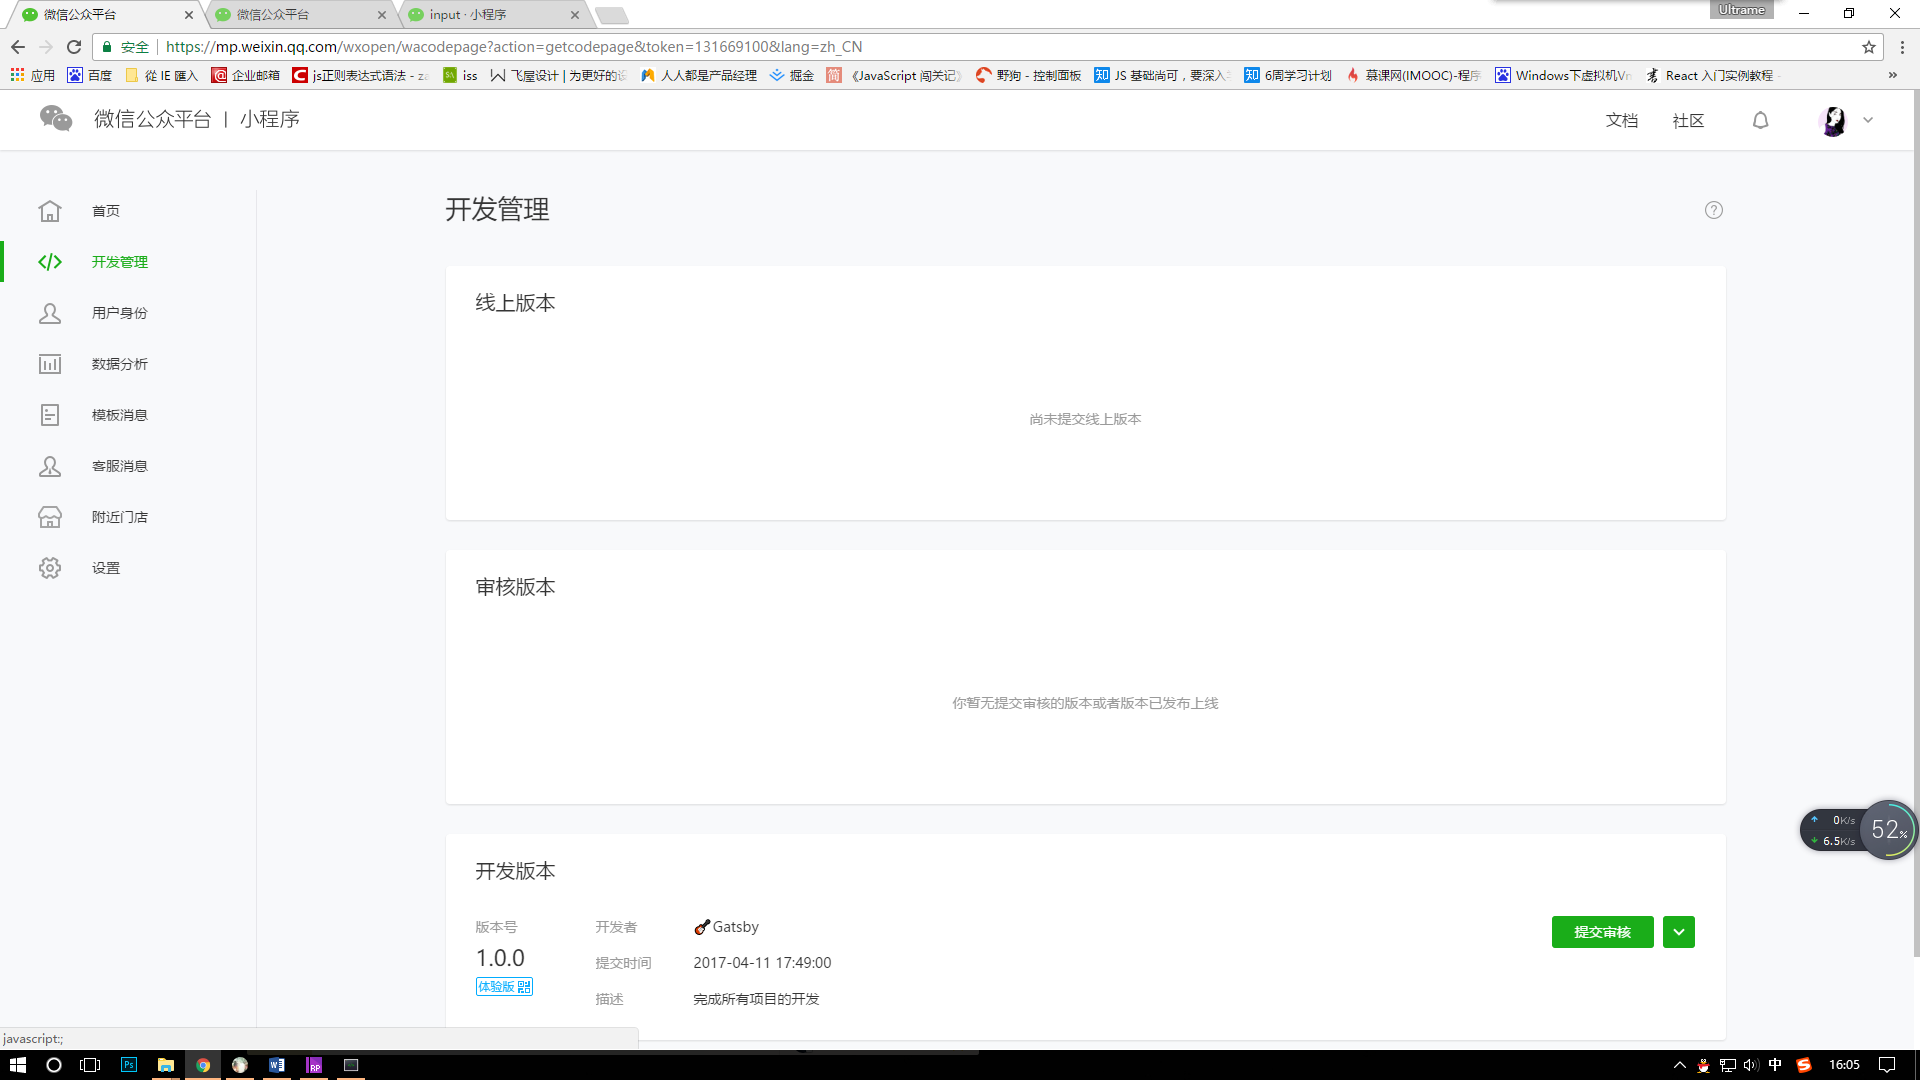 微信公众平台
微信公众平台
input · 小程序
Ultrame
安全
https://mp.weixin.qq.com/wxopen/wacodepage?action=getcodepage&token=131669100&lang=zh_CN
应用 百度 從 IE 匯入 企业邮箱 js正则表达式语法 - za iss 飞屋设计 | 为更好的 人人都是产品经理 掘金 《JavaScript 闯关记》 野狗 - 控制面板 JS 基础尚可，要深入 6周学习计划 慕课网(IMOOC)-程序 Windows下虚拟机Vm React 入门实例教程 -
微信公众平台 | 小程序
文档 社区
首页
开发管理
用户身份
数据分析
模板消息
客服消息
附近门店
设置
开发管理
线上版本
尚未提交线上版本
审核版本
你暂无提交审核的版本或者版本已发布上线
开发版本
版本号
1.0.0
体验版
开发者 Gatsby
提交时间 2017-04-11 17:49:00
描述 完成所有项目的开发
提交审核
0K/s
6.5K/s
52%
javascript:;
Ps
RP
中
16:05